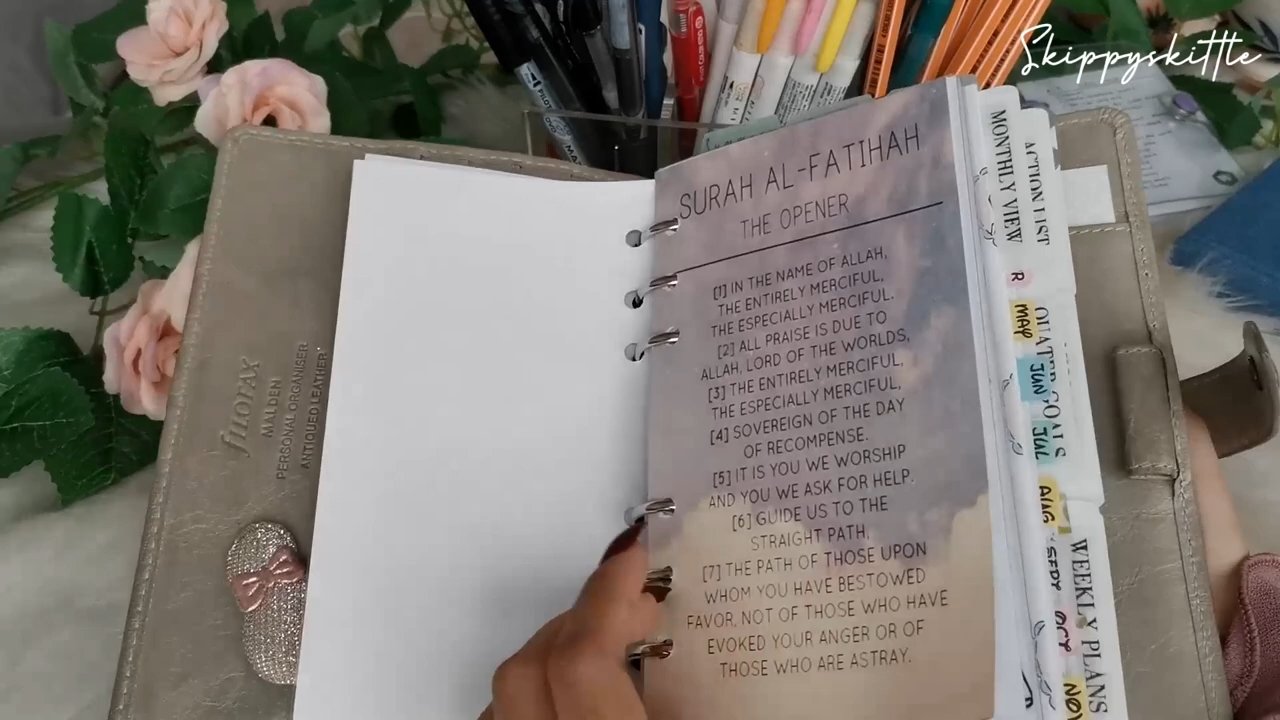 Skippyskittle
SURAH AL-FATIHAH
THE OPENER
[1] IN THE NAME OF ALLAH,
THE ENTIRELY MERCIFUL,
THE ESPECIALLY MERCIFUL.
[2] ALL PRAISE IS DUE TO
ALLAH, LORD OF THE WORLDS,
[3] THE ENTIRELY MERCIFUL,
THE ESPECIALLY MERCIFUL,
[4] SOVEREIGN OF THE DAY
OF RECOMPENSE.
[5] IT IS YOU WE WORSHIP
AND YOU WE ASK FOR HELP.
[6] GUIDE US TO THE
STRAIGHT PATH,
[7] THE PATH OF THOSE UPON
WHOM YOU HAVE BESTOWED
FAVOR, NOT OF THOSE WHO HAVE
EVOKED YOUR ANGER OR OF
THOSE WHO ARE ASTRAY.
MONTHLY VIEW
ACTION LIST
R
MAY
JUN
JUL
AUG
OCT
NOV
GOALS
WEEKLY PLANS
filofax
MALDEN
PERSONAL ORGANISER
ANTIQUED LEATHER